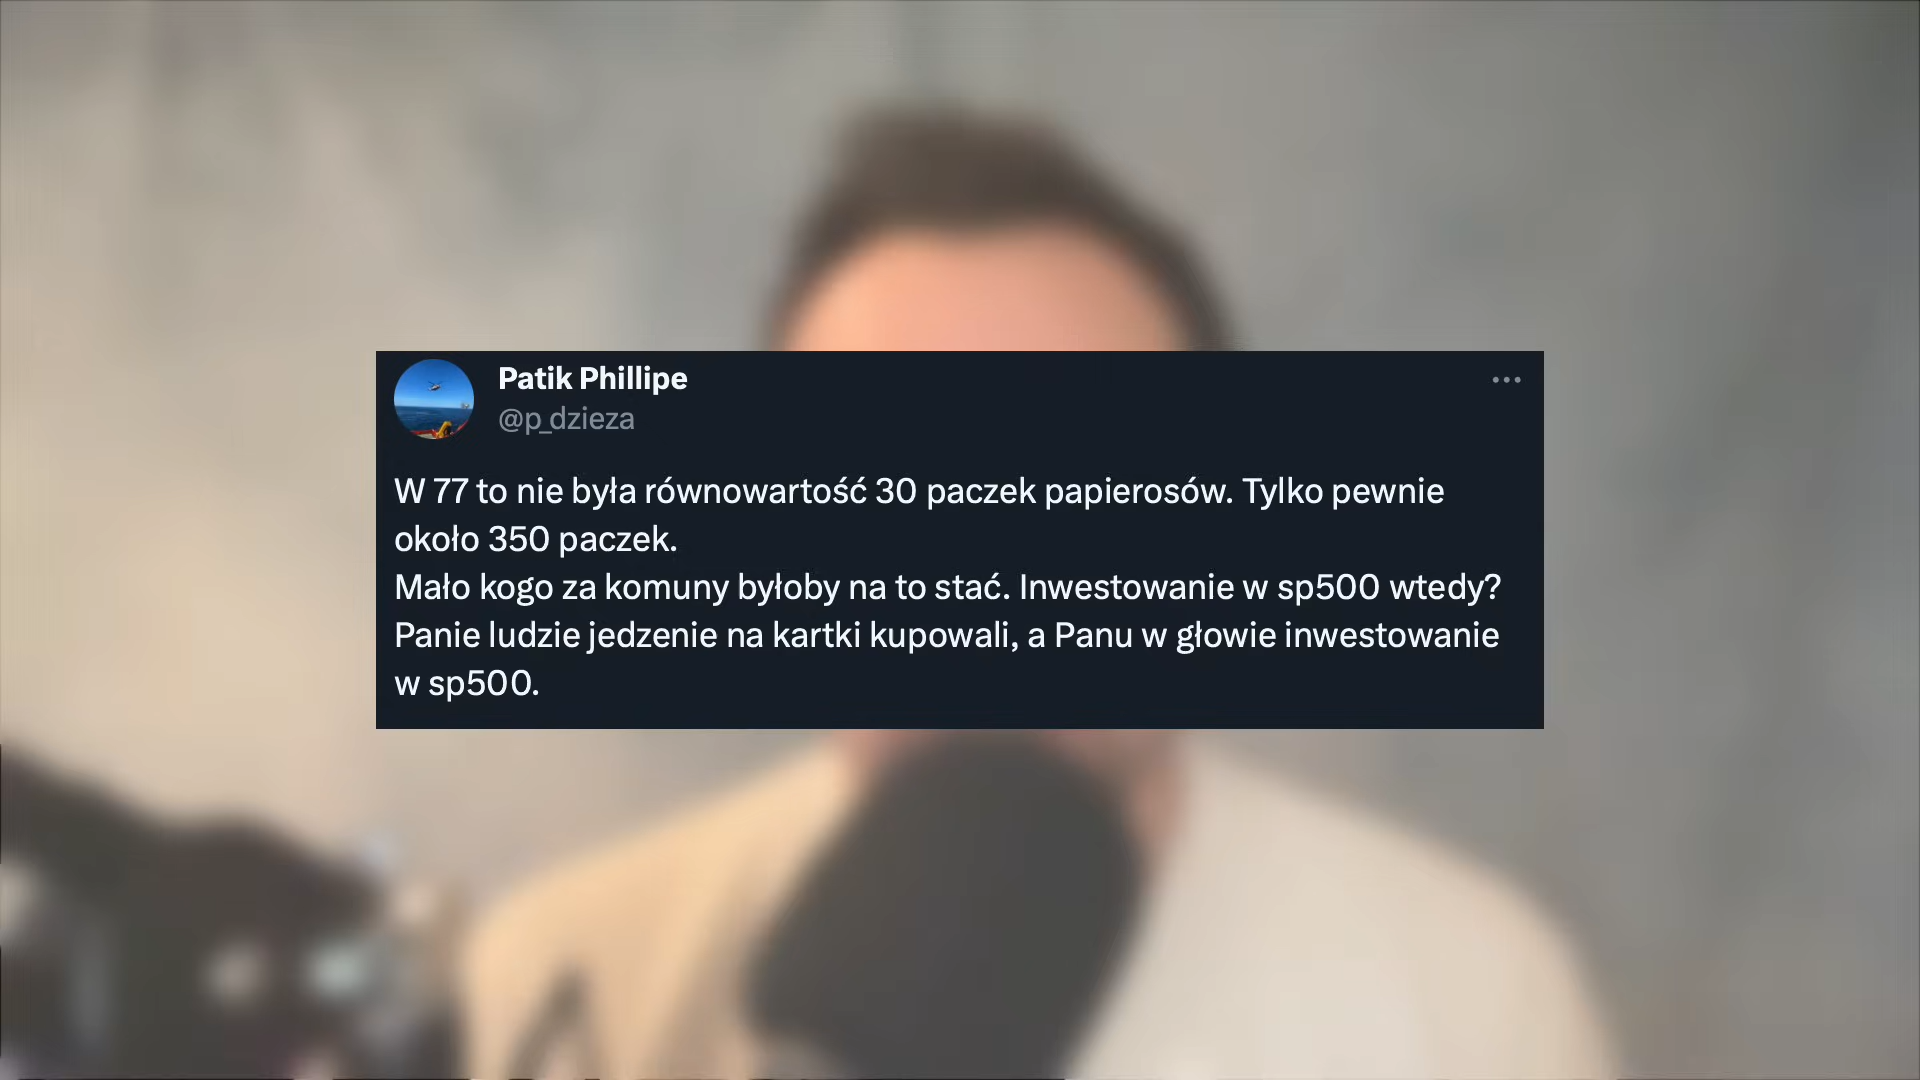 Patik Phillipe
@p_dzieza
W 77 to nie była równowartość 30 paczek papierosów. Tylko pewnie
około 350 paczek.
Mało kogo za komuny byłoby na to stać. Inwestowanie w sp500 wtedy?
Panie ludzie jedzenie na kartki kupowali, a Panu w głowie inwestowanie
w sp500.